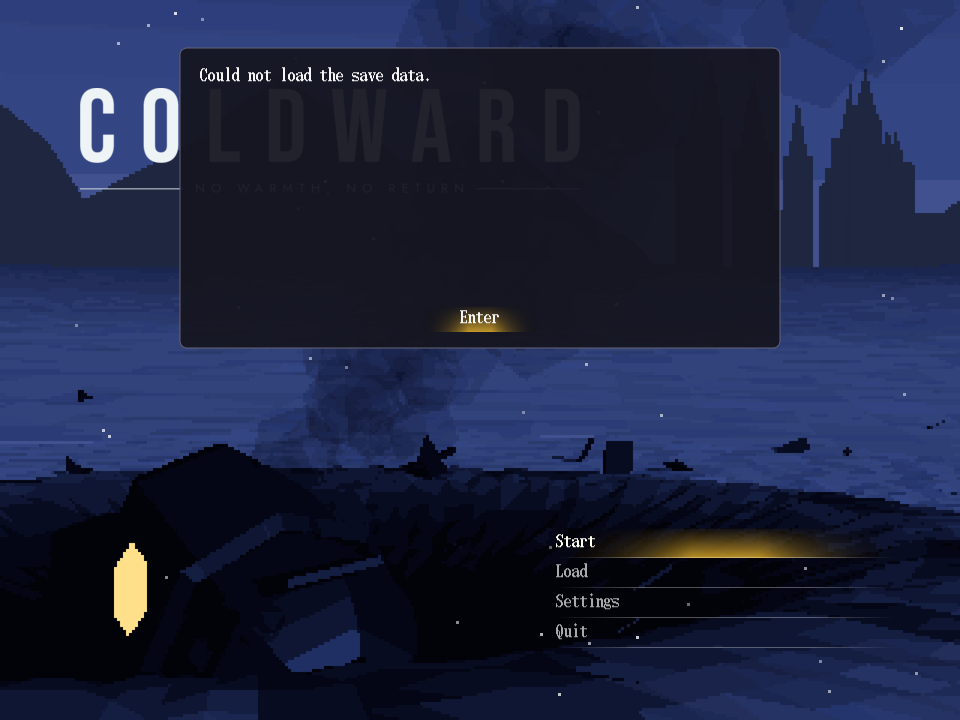 Could not load the save data.
COLDWARD
NO WARMTH. NO RETURN
Enter
Start
Load
Settings
Quit